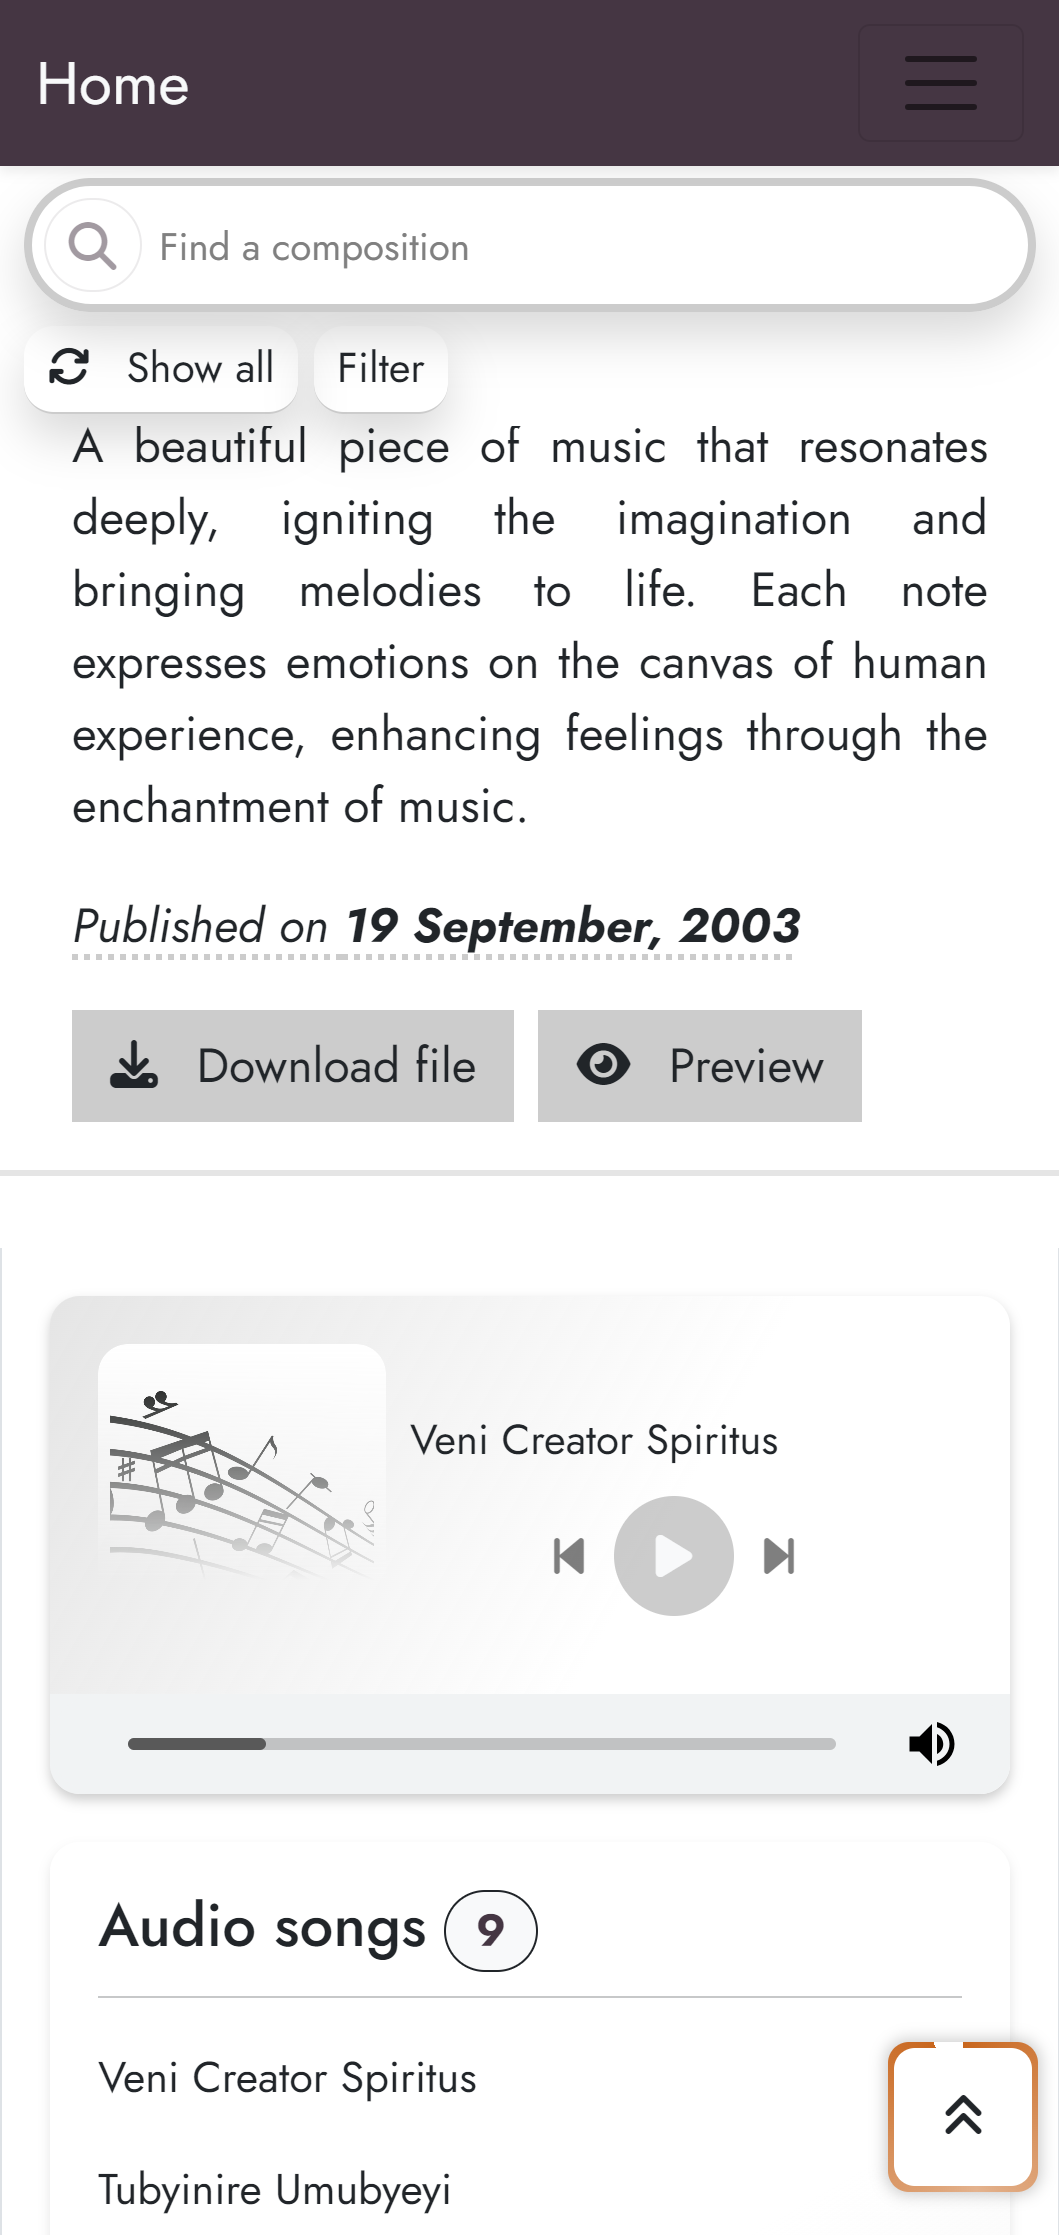 Home
Find a composition
Show all
Filter
A beautiful piece of music that resonates
deeply, igniting the imagination and
bringing melodies to life. Each note
expresses emotions on the canvas of human
experience, enhancing feelings through the
enchantment of music.
Published on 19 September, 2003
Download file
Preview
Veni Creator Spiritus
Audio songs 9
Veni Creator Spiritus
Tubyinire Umubyeyi